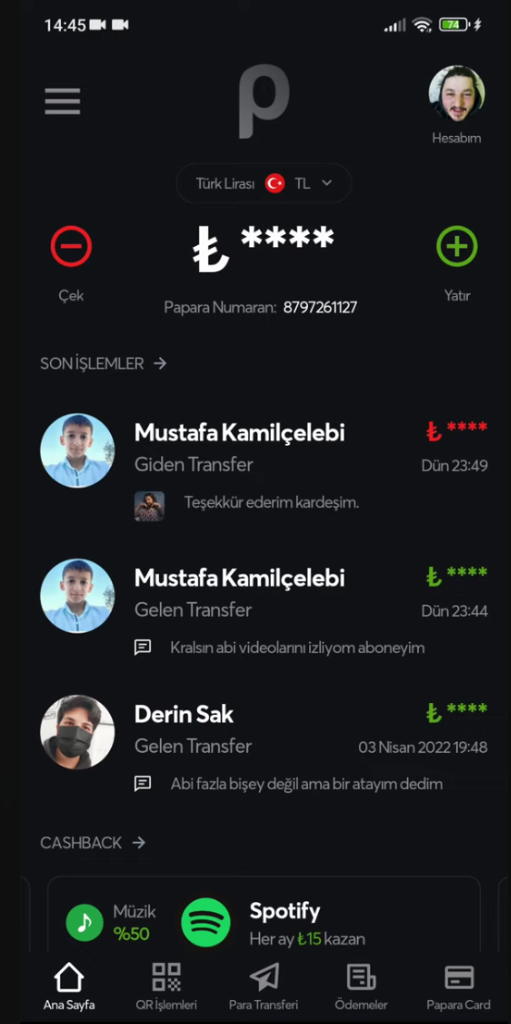 14:45
74
Hesabım
Türk Lirası TL
₺ ****
Çek
Yatır
Papara Numaran: 8797261127
SON İŞLEMLER →
Mustafa Kamilçelebi ₺ ****
Giden Transfer Dün 23:49
Teşekkür ederim kardeşim.
Mustafa Kamilçelebi ₺ ****
Gelen Transfer Dün 23:44
Kralsın abi videolarını izliyom aboneyim
Derin Sak ₺ ****
Gelen Transfer 03 Nisan 2022 19:48
Abi fazla bişey değil ama bir atayım dedim
CASHBACK →
Müzik Spotify
%50 Her ay ₺15 kazan
Ana Sayfa QR İşlemleri Para Transferi Ödemeler Papara Card